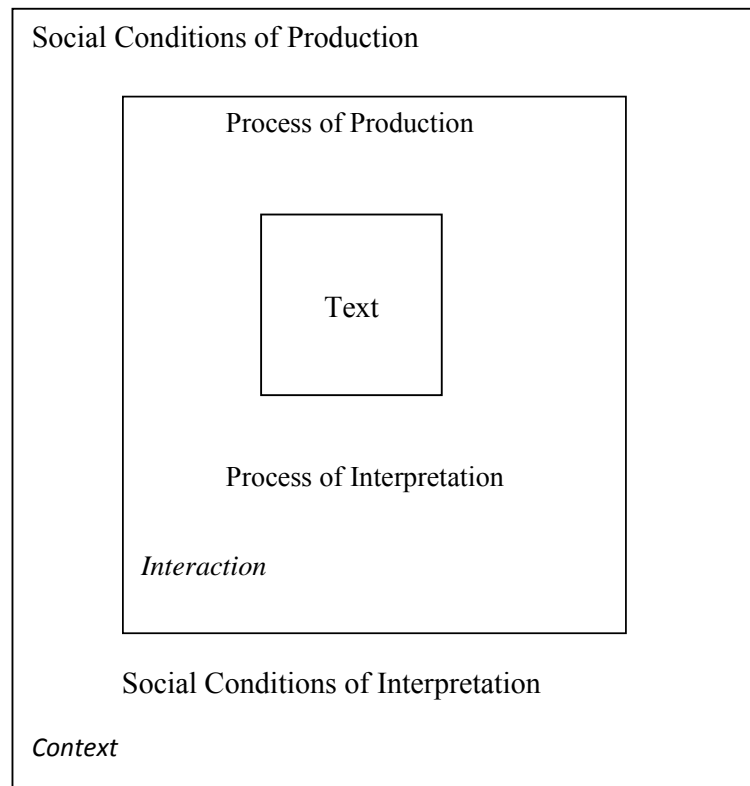 Social Conditions of Production
Process of Production
Text
Process of Interpretation
Interaction
Social Conditions of Interpretation
Context